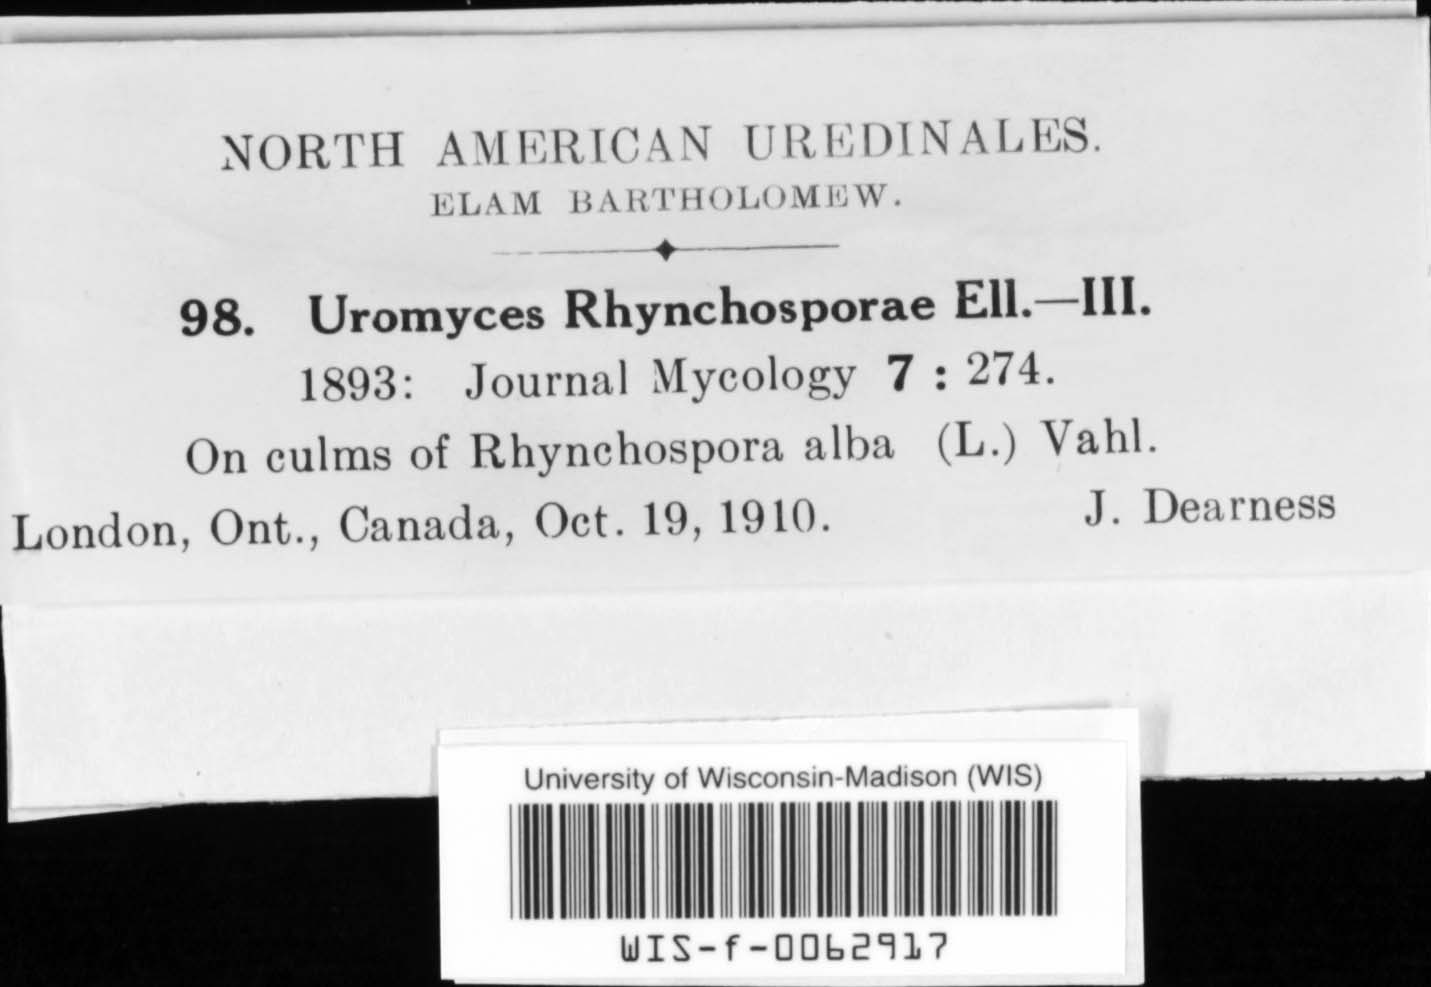 NORTH AMERICAN UREDINALES.
ELAM BARTHOLOMEW.
98. Uromyces Rhynchosporae Ell.—III.
1893: Journal Mycology 7 : 274.
On culms of Rhynchospora alba (L.) Vahl.
London, Ont., Canada, Oct. 19, 1910. J. Dearness
University of Wisconsin-Madison (WIS)
WIS-f-0062917